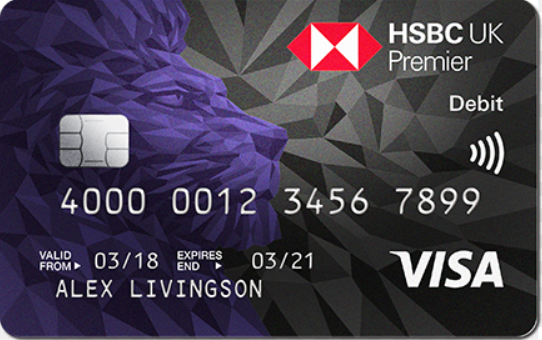 HSBC UK
Premier
Debit
4000 0012 3456 7899
VALID FROM 03/18 EXPIRES END 03/21
ALEX LIVINGSON
VISA